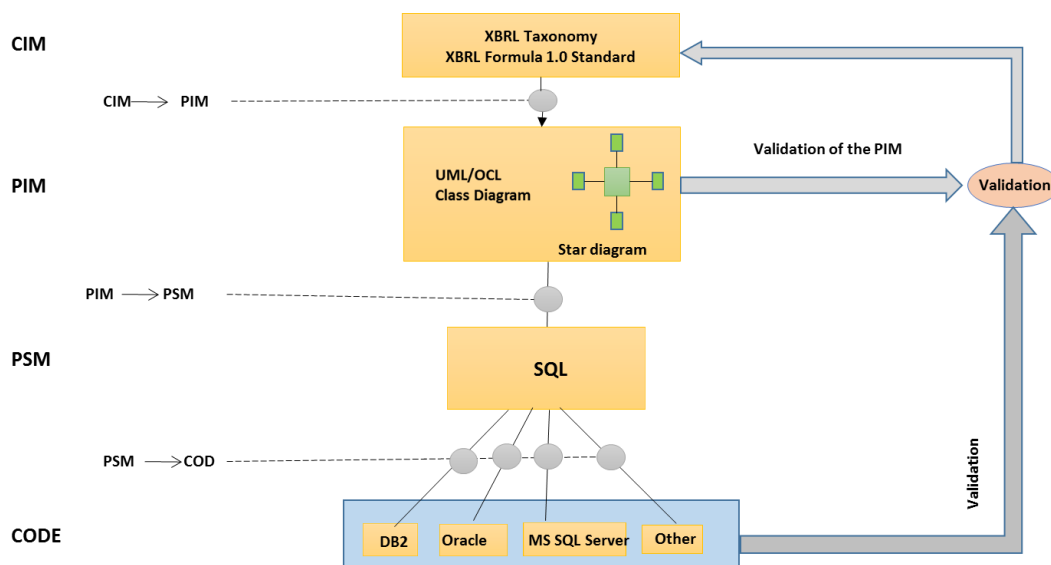 CIM
XBRL Taxonomy
XBRL Formula 1.0 Standard
CIM PIM
PIM
UML/OCL
Class Diagram
Star diagram
Validation of the PIM
Validation
PIM PSM
PSM
SQL
PSM COD
Validation
CODE
DB2
Oracle
MS SQL Server
Other